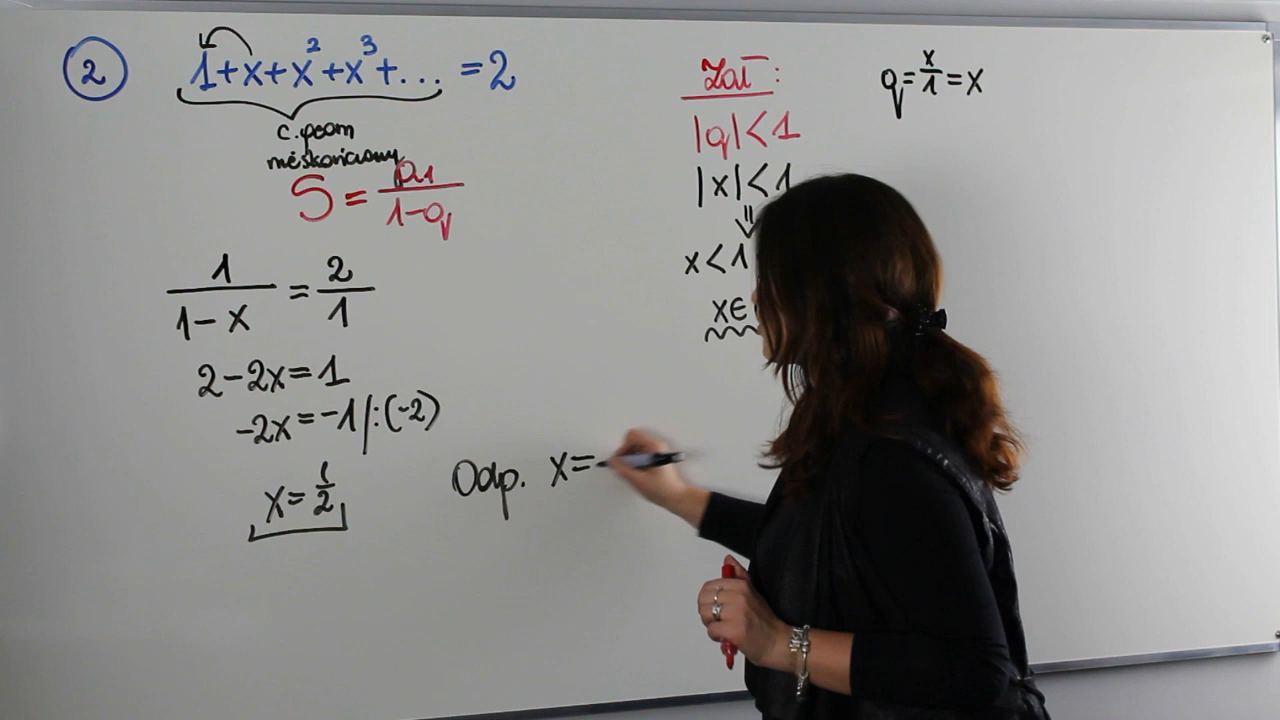 2
1+x+x²+x³+... =2
c.geom
nieskończony
S = a₁/1-q
1/1-x = 2/1
2-2x=1
-2x=-1 /:(-2)
x=1/2
Odp. x=
Zał:
|q|<1
|x|<1
⇓
x<1
x∈
q=x/1=x